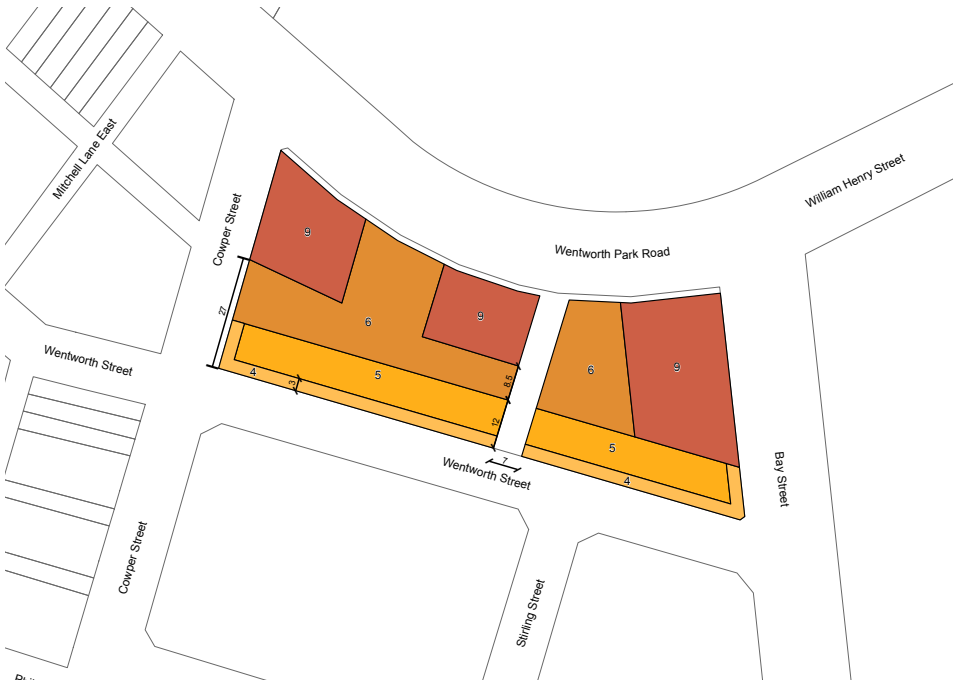 Mitchell Lane East
William Henry Street
Cowper Street
9
Wentworth Park Road
27
6
9
Wentworth Street
8.5
6
9
4
3
5
12
5
Wentworth Street
7
4
Bay Street
Cowper Street
Stirling Street